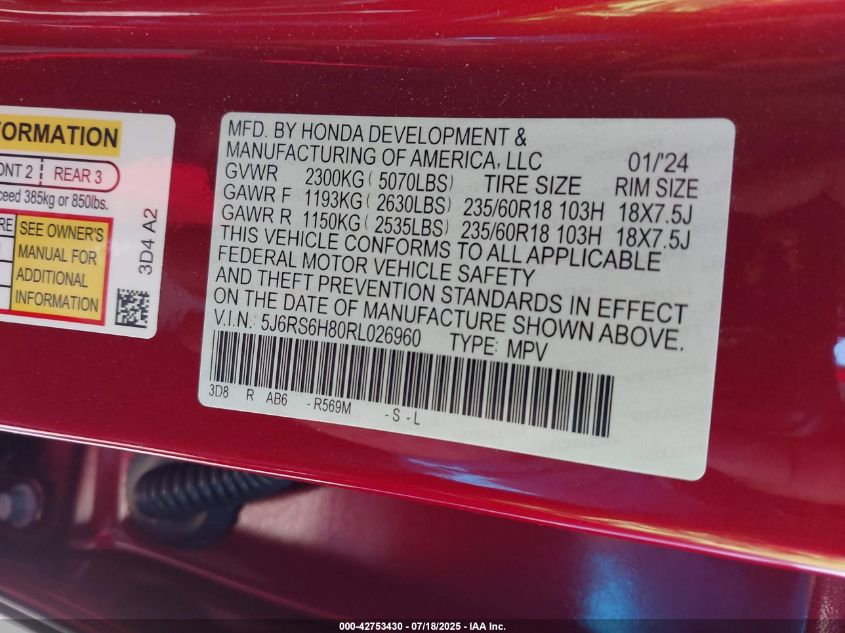 FORMATION
ONT 2 REAR 3
ceed 385kg or 850lbs.
SEE OWNER'S
MANUAL FOR
ADDITIONAL
INFORMATION
3D4 A2
MFD. BY HONDA DEVELOPMENT &
MANUFACTURING OF AMERICA, LLC 01/'24
GVWR 2300KG (5070LBS) TIRE SIZE RIM SIZE
GAWR F 1193KG (2630LBS) 235/60R18 103H 18X7.5J
GAWR R 1150KG (2535LBS) 235/60R18 103H 18X7.5J
THIS VEHICLE CONFORMS TO ALL APPLICABLE
FEDERAL MOTOR VEHICLE SAFETY
AND THEFT PREVENTION STANDARDS IN EFFECT
ON THE DATE OF MANUFACTURE SHOWN ABOVE.
V.I.N.: 5J6RS6H80RL026960 TYPE: MPV
3D8 R AB6 -R569M -S-L
000-42753430 - 07/18/2025 - IAA Inc.